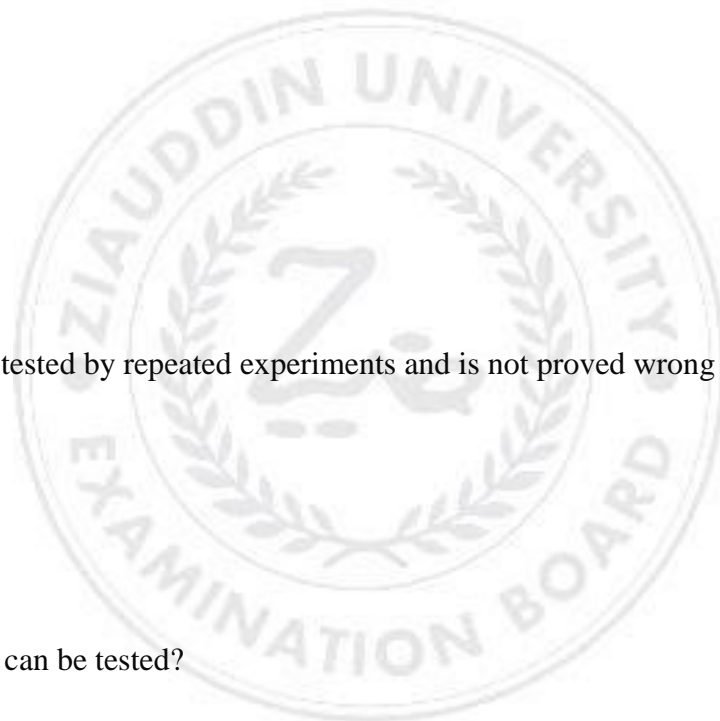 ZIAUDDIN UNIVERSITY
tested by repeated experiments and is not proved wrong
can be tested?
EXAMINATION BOARD